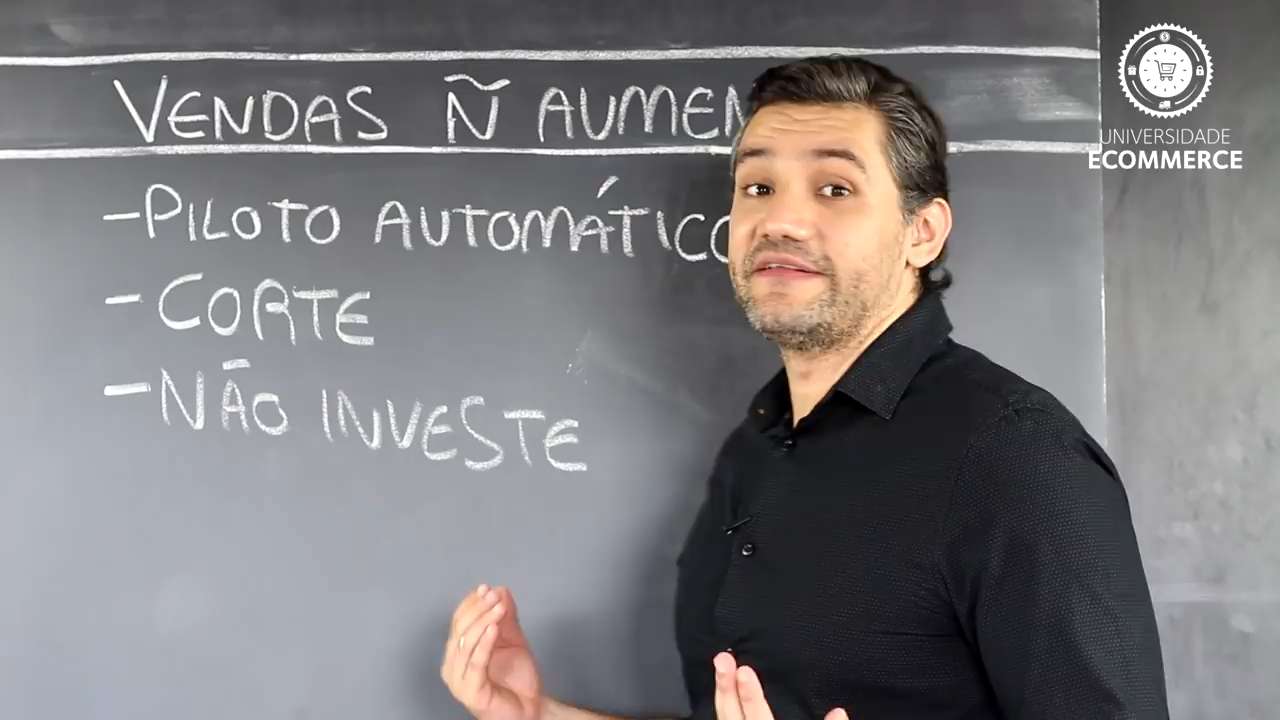 VENDAS Ñ AUMEN
-PILOTO AUTOMÁTICO
-CORTE
-NÃO INVESTE
UNIVERSIDADE
ECOMMERCE